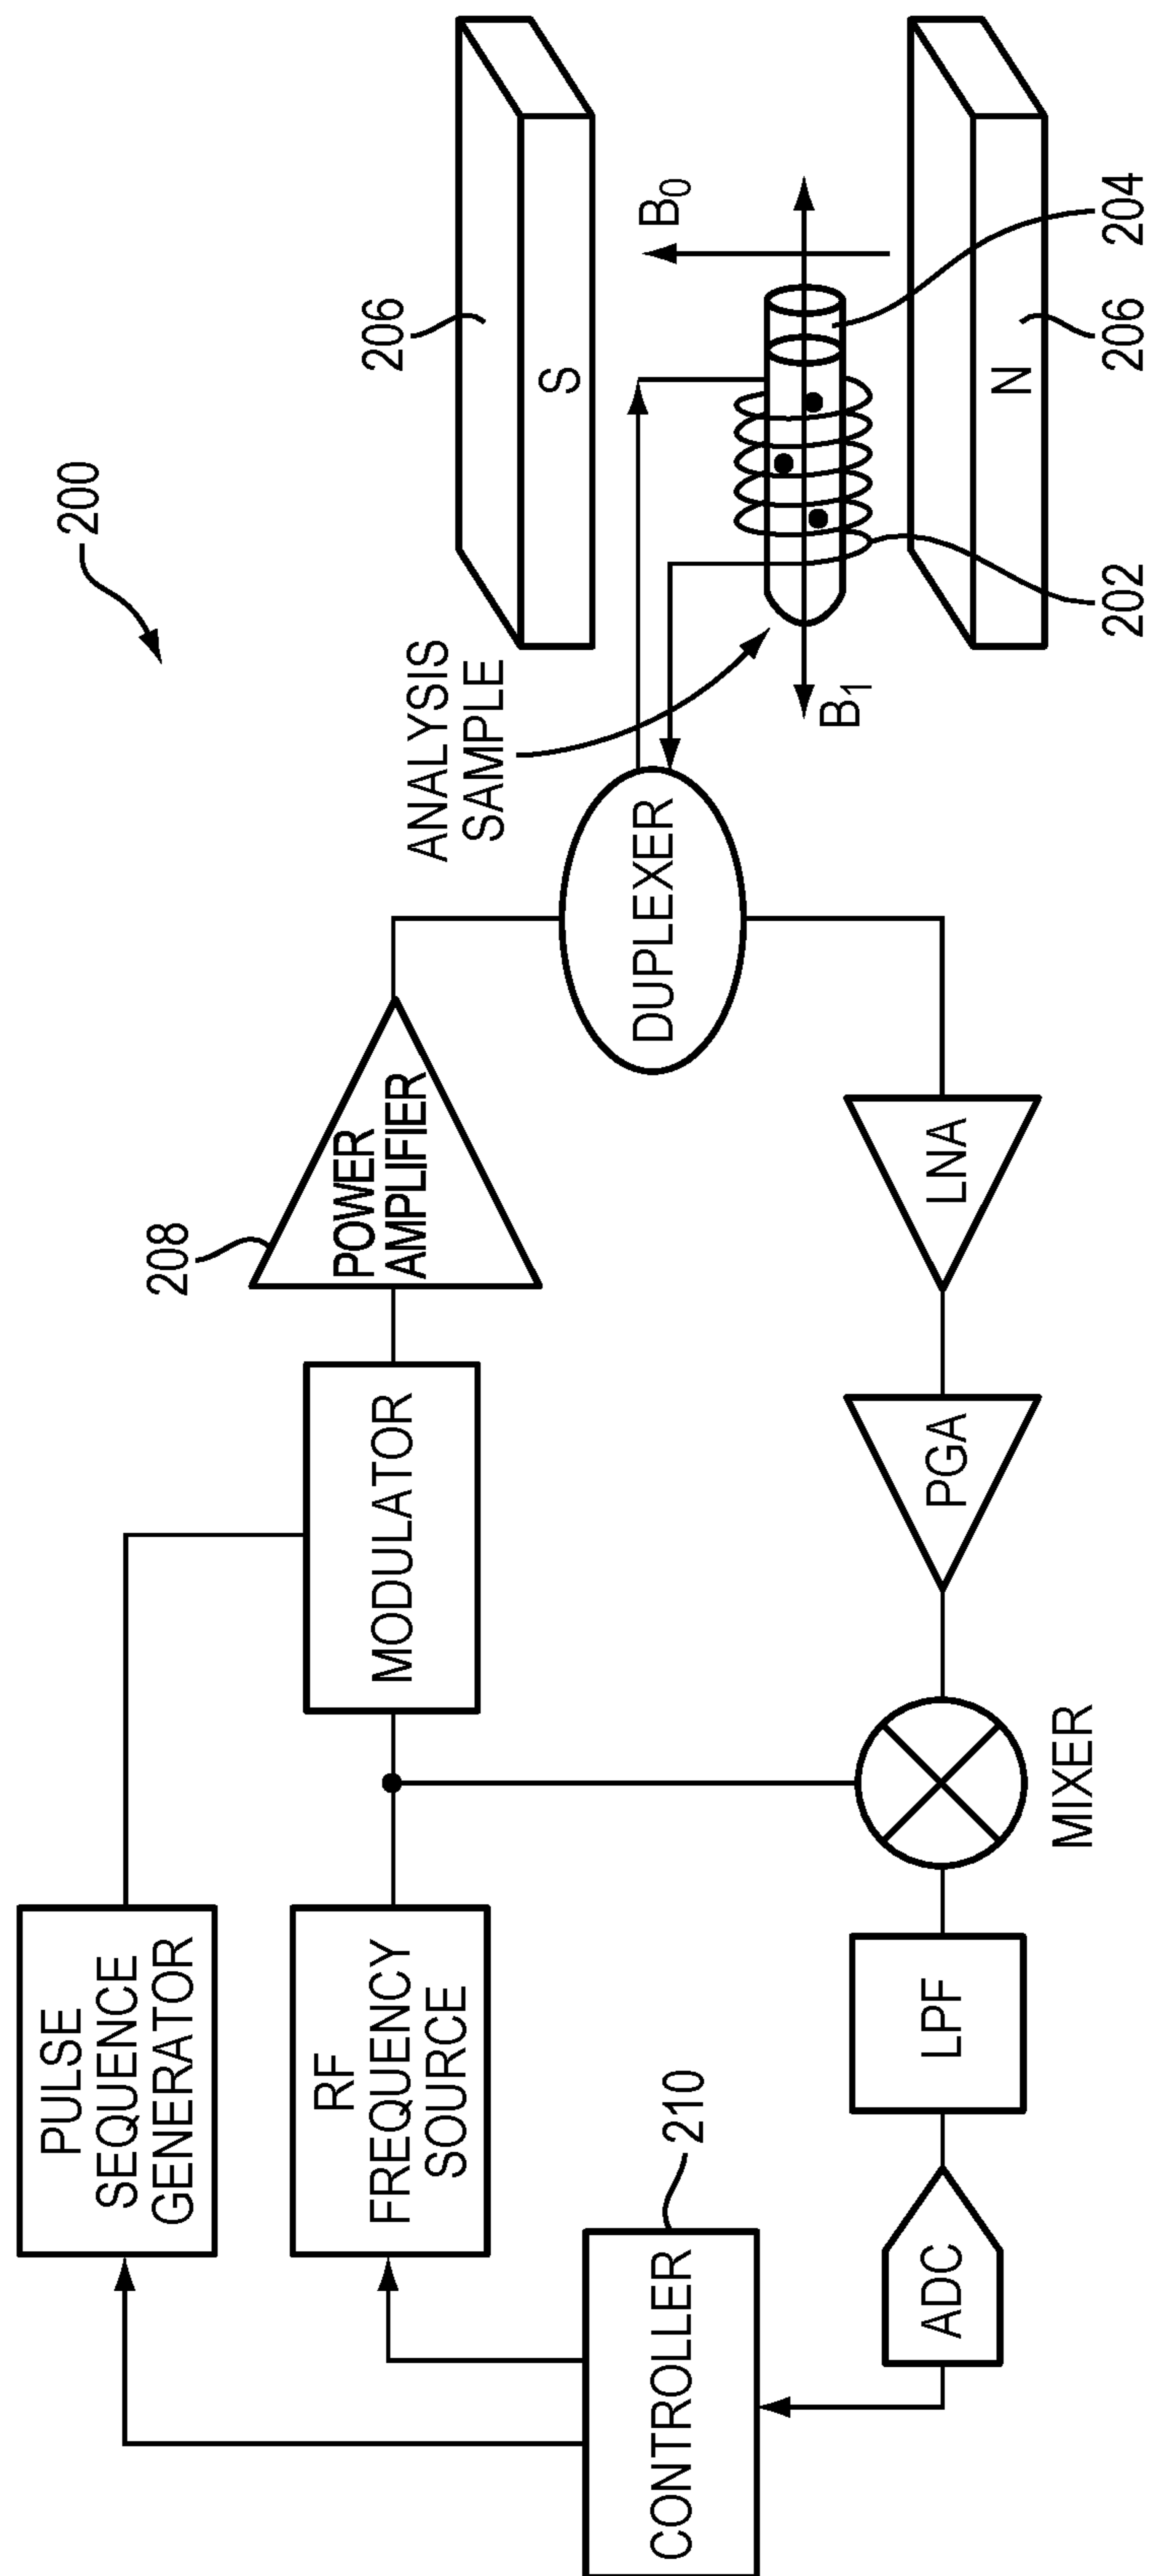 200
PULSE
SEQUENCE
GENERATOR
RF
FREQUENCY
SOURCE
MODULATOR
208
POWER
AMPLIFIER
DUPLEXER
ANALYSIS
SAMPLE
206
S
B₀
B₁
N
202
206
204
CONTROLLER
210
ADC
LPF
MIXER
PGA
LNA